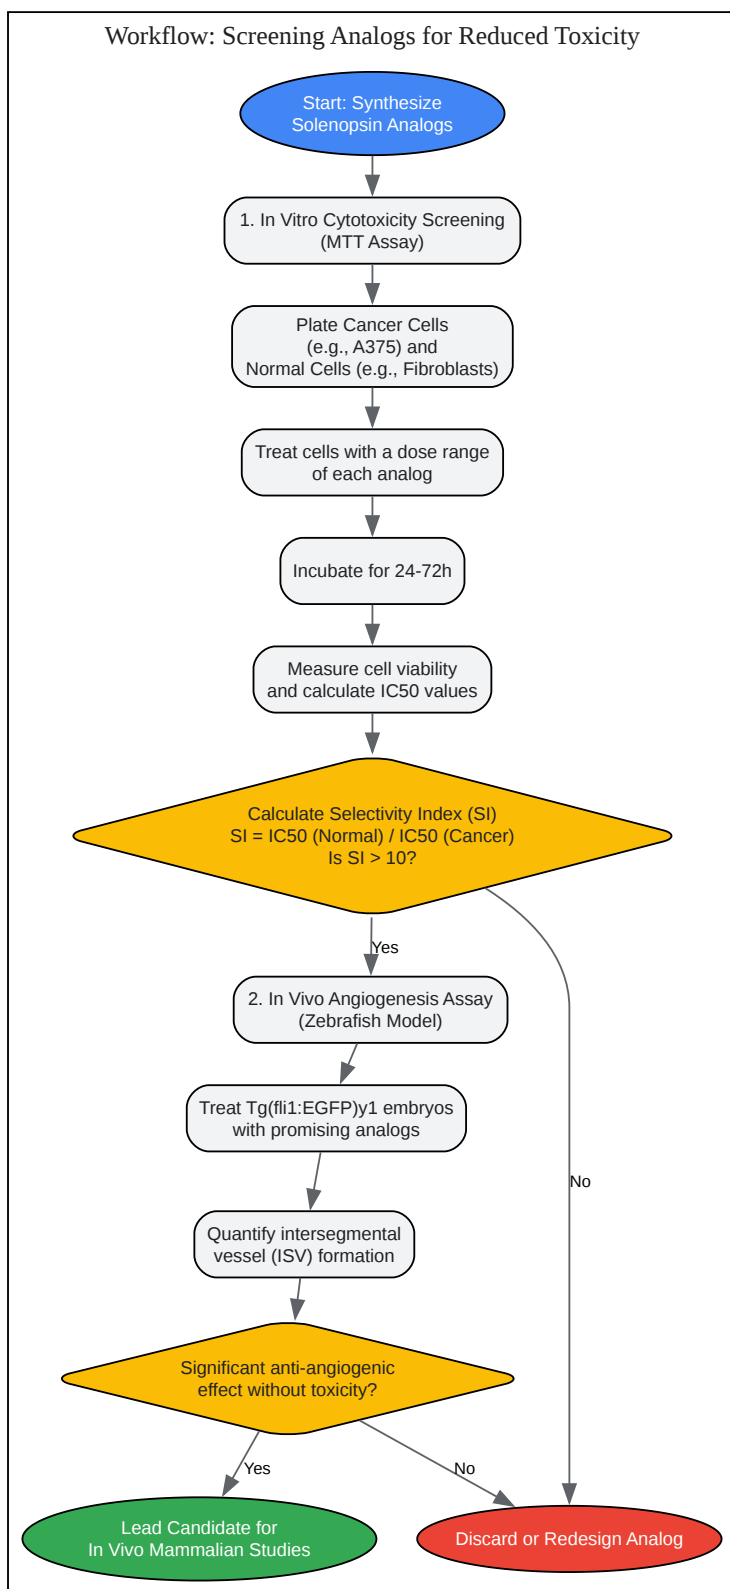 Workflow: Screening Analogs for Reduced Toxicity
Start: Synthesize
Solenopsin Analogs
1. In Vitro Cytotoxicity Screening
(MTT Assay)
Plate Cancer Cells
(e.g., A375) and
Normal Cells (e.g., Fibroblasts)
Treat cells with a dose range
of each analog
Incubate for 24-72h
Measure cell viability
and calculate IC50 values
Calculate Selectivity Index (SI)
SI = IC50 (Normal) / IC50 (Cancer)
Is SI > 10?
Yes
2. In Vivo Angiogenesis Assay
(Zebrafish Model)
Treat Tg(fli1:EGFP)y1 embryos
with promising analogs
No
Quantify intersegmental
vessel (ISV) formation
Significant anti-angiogenic
effect without toxicity?
Yes
No
Lead Candidate for
In Vivo Mammalian Studies
Discard or Redesign Analog